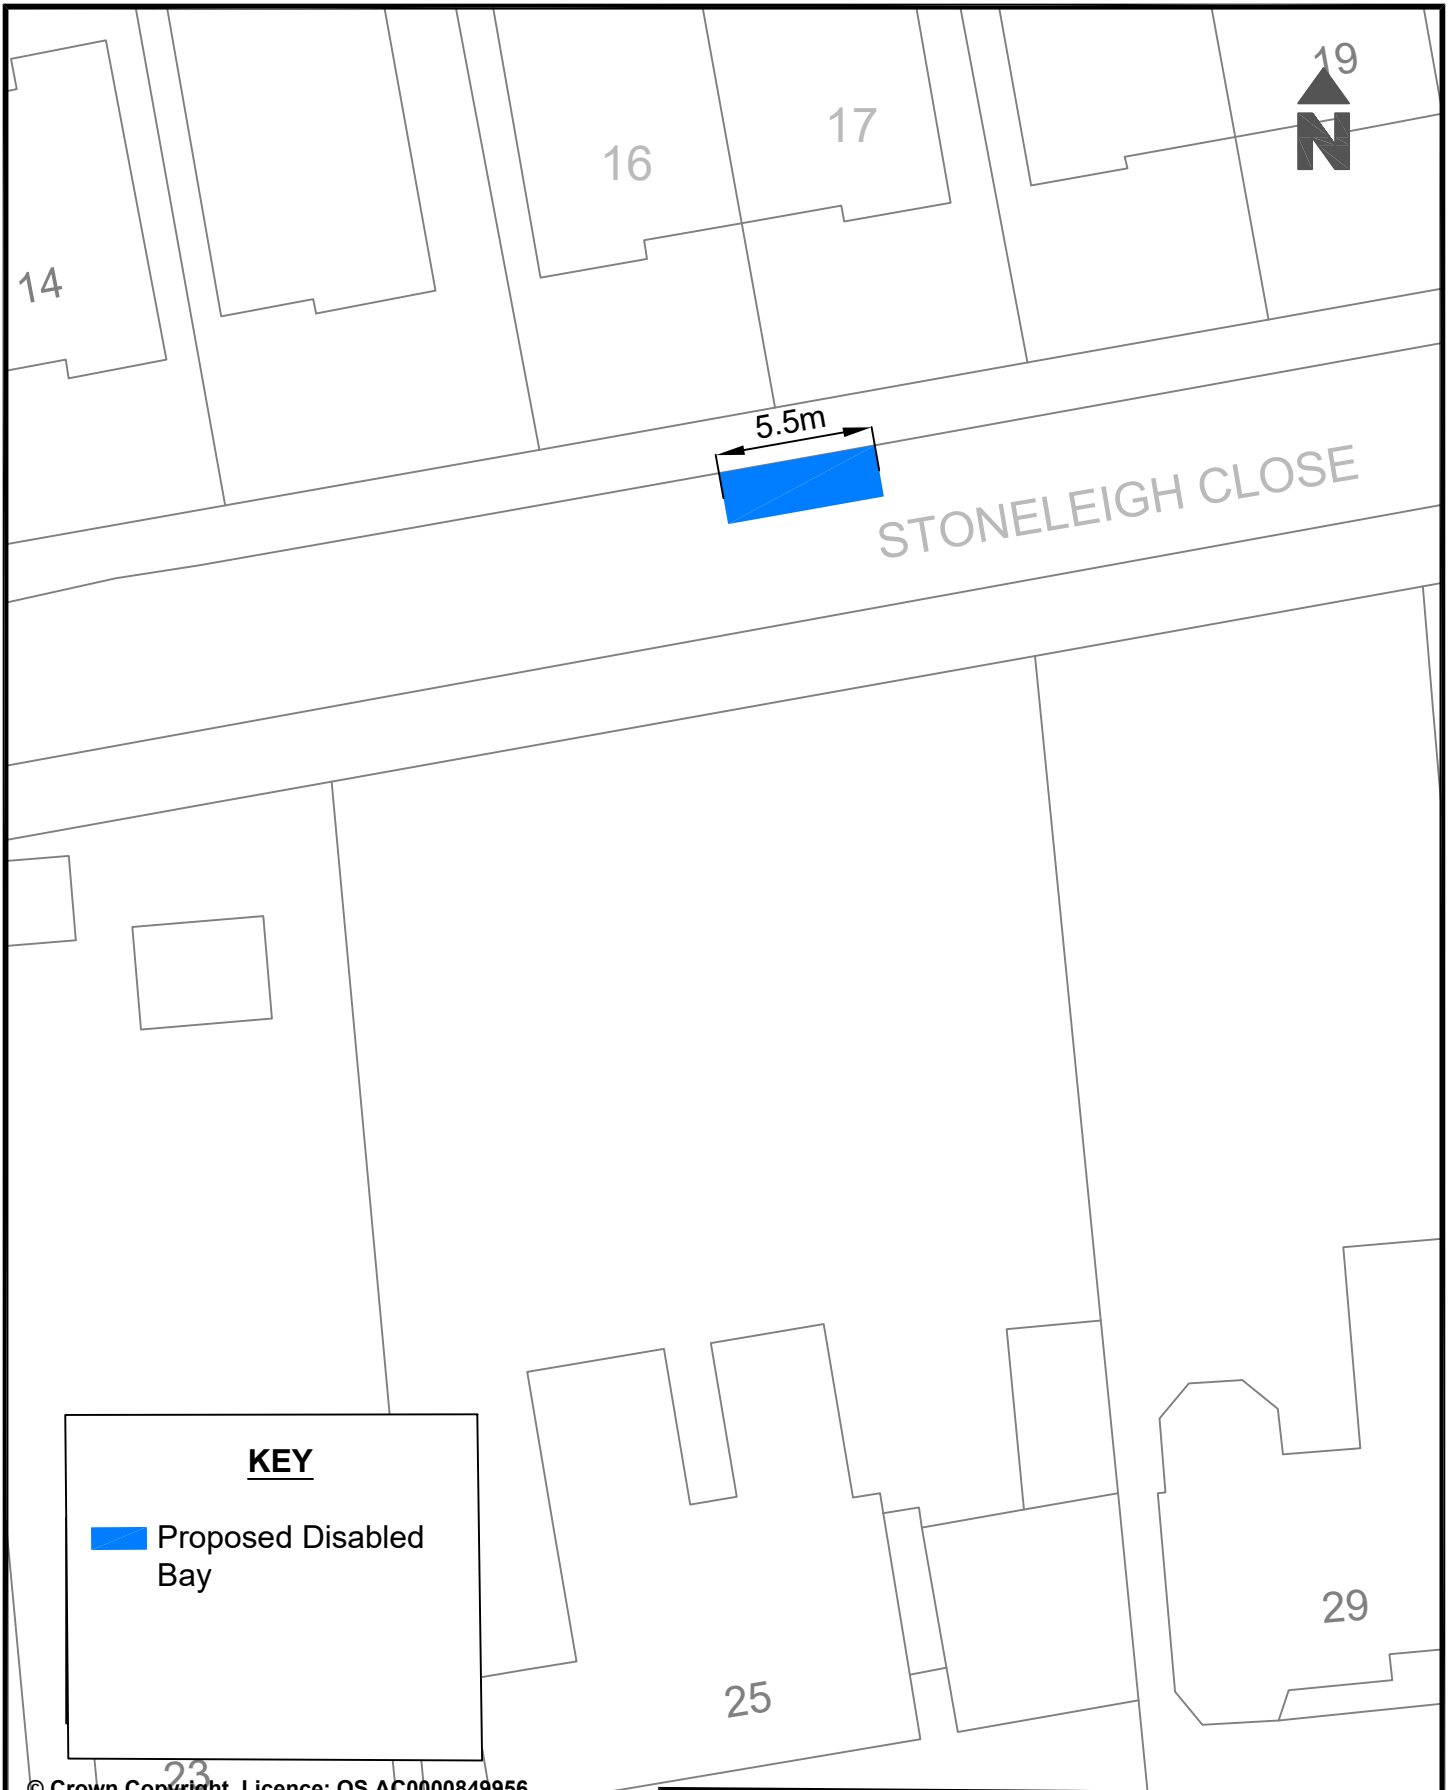 19
17
16
N
14
5.5m
STONELEIGH CLOSE
KEY
Proposed Disabled
Bay
29
25
23
© Crown Copyright. Licence: OS AC0000849956